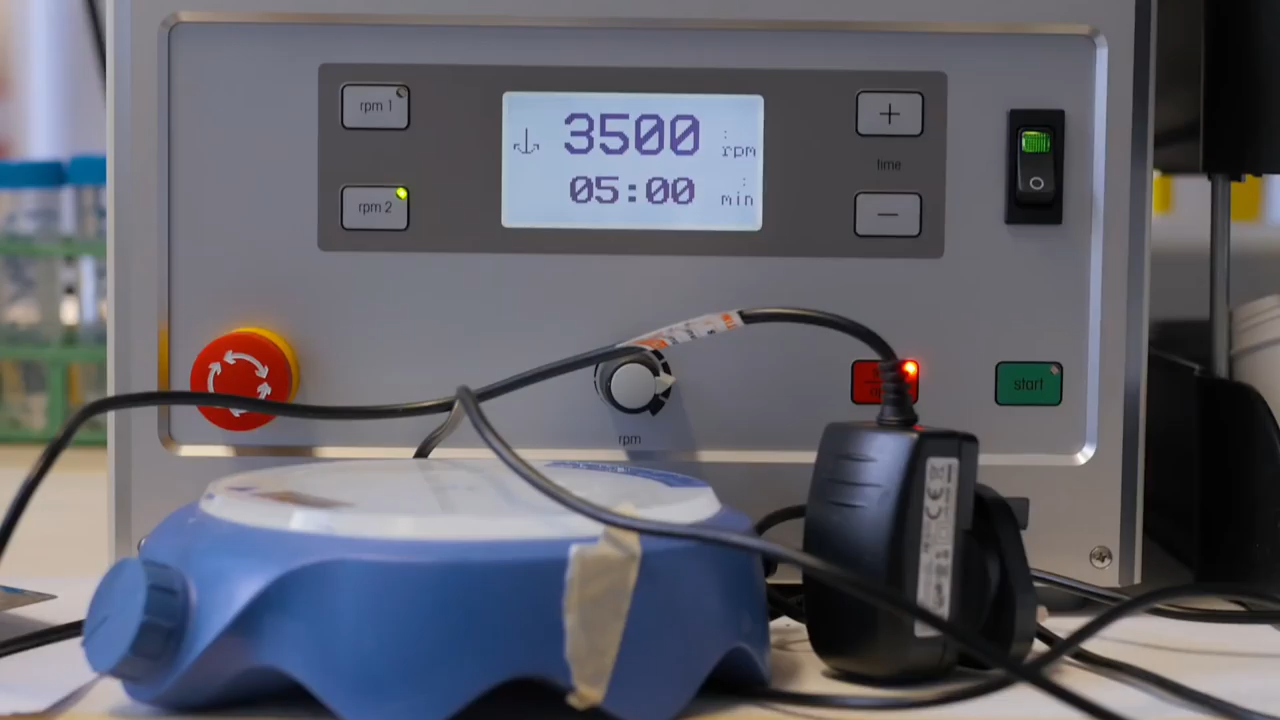 rpm 1
3500 rpm
05:00 min
rpm 2
+
time
−
rpm
start